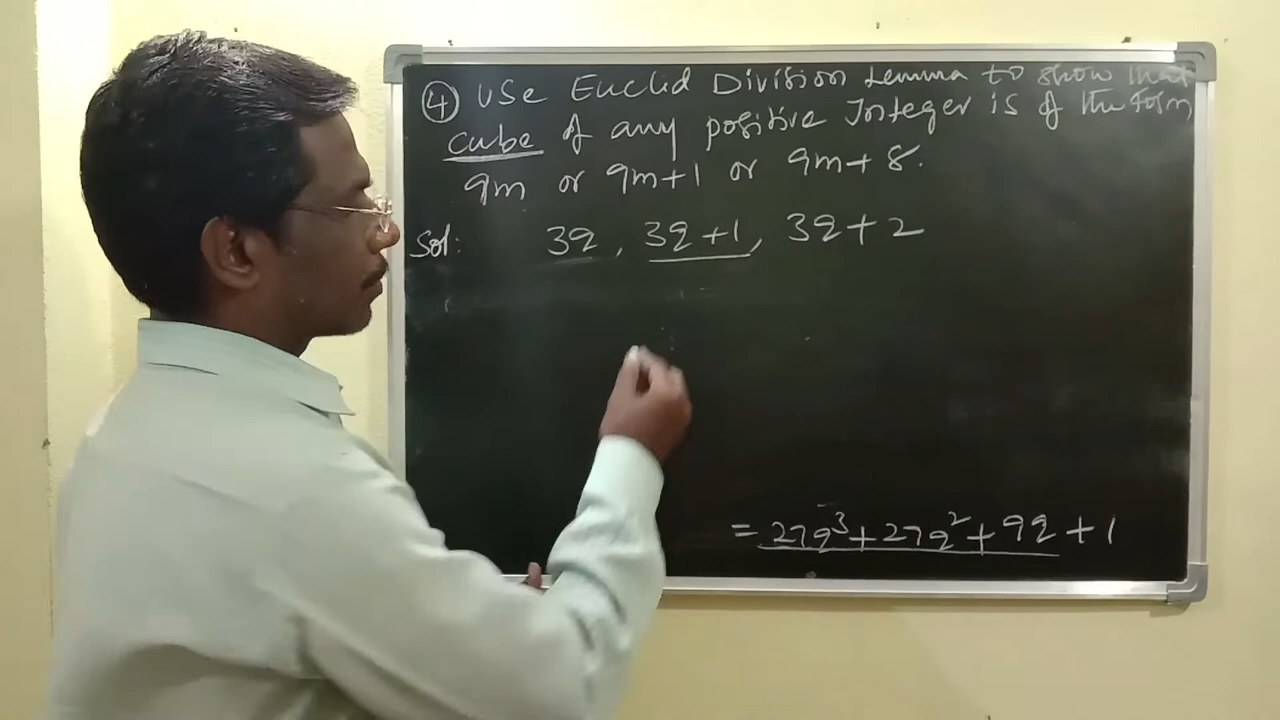 ④ Use Euclid Division Lemma to show that
cube of any positive Integer is of the form
9m or 9m+1 or 9m+8.
Sol: 3q, 3q+1, 3q+2
= 27q³+27q²+9q+1